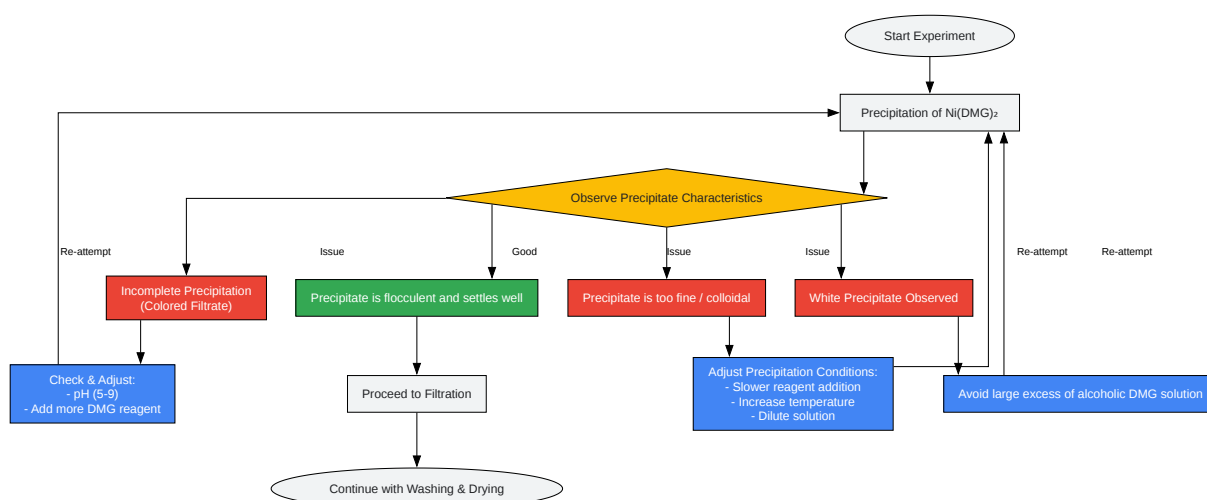 Start Experiment
Precipitation of Ni(DMG)₂
Observe Precipitate Characteristics
Re-attempt
Issue
Good
Issue
Issue
Re-attempt
Re-attempt
Incomplete Precipitation
(Colored Filtrate)
Precipitate is flocculent and settles well
Precipitate is too fine / colloidal
White Precipitate Observed
Check & Adjust:
- pH (5-9)
- Add more DMG reagent
Proceed to Filtration
Adjust Precipitation Conditions:
- Slower reagent addition
- Increase temperature
- Dilute solution
Avoid large excess of alcoholic DMG solution
Continue with Washing & Drying